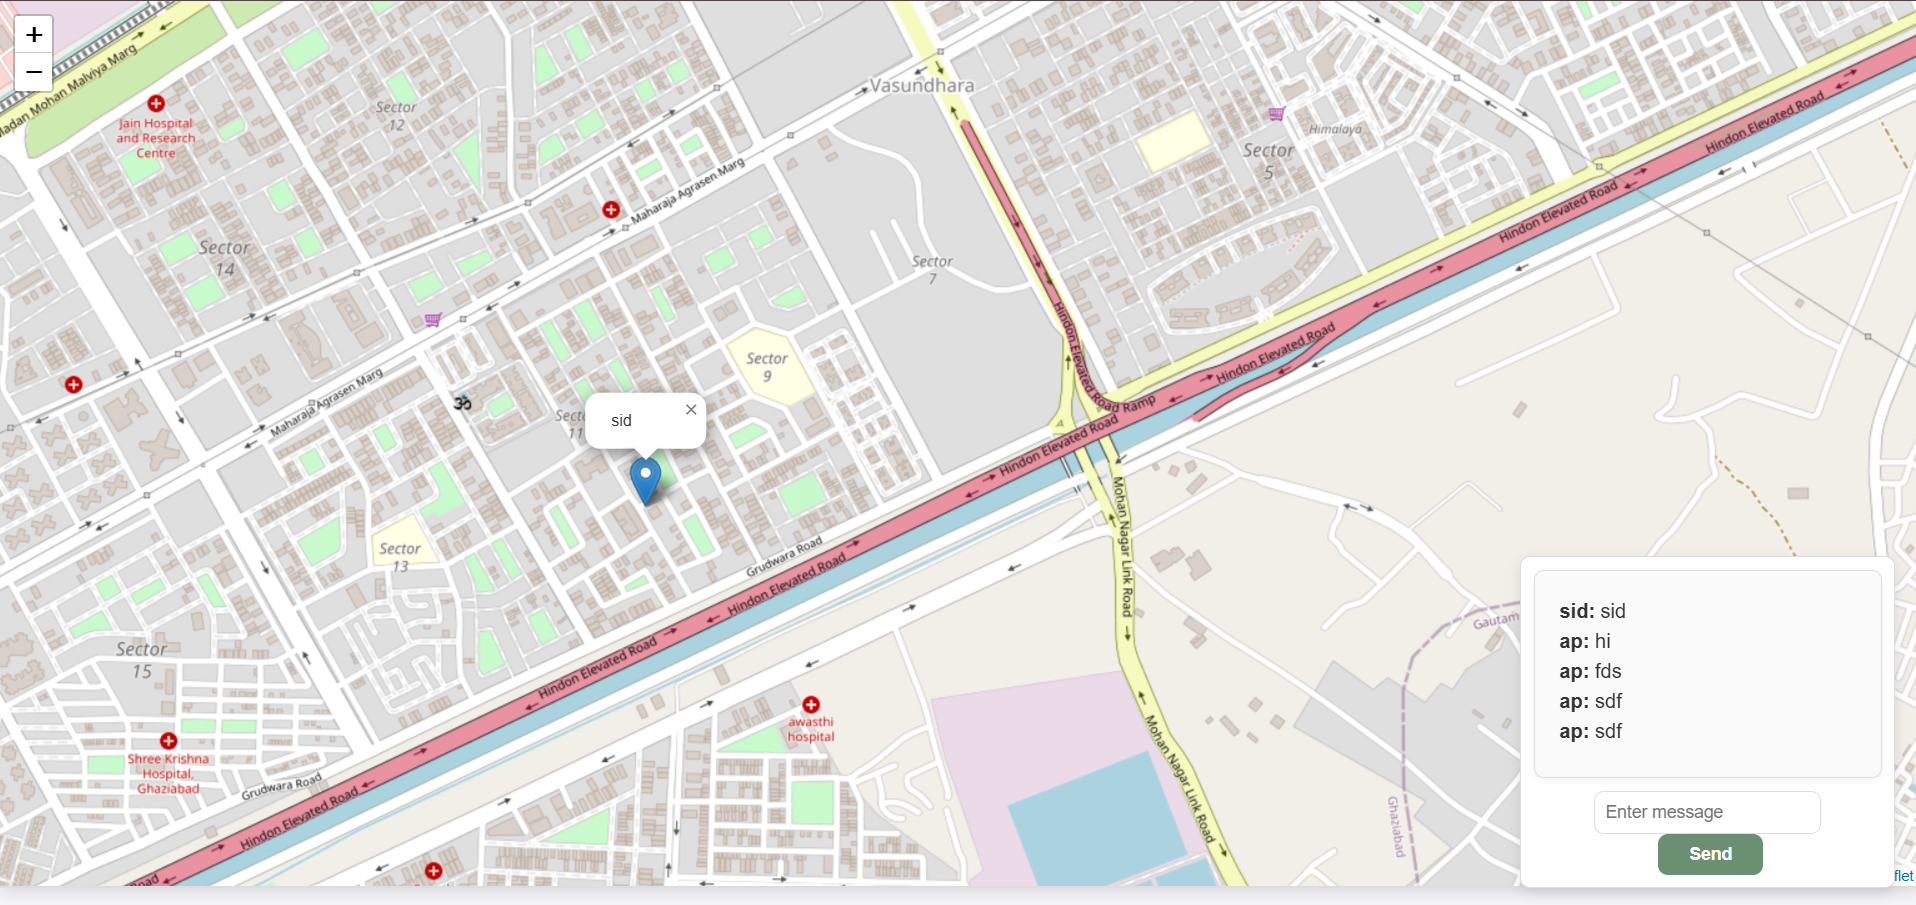 +
−
Madan Mohan Malviya Marg
Jain Hospital
and Research
Centre
Sector
12
Vasundhara
Himalaya
Sector
5
Hindon Elevated Road
Hindon Elevated Road
Maharaja Agrasen Marg
Sector
14
Sector
7
Hindon Elevated Road Ramp
Hindon Elevated Road
Sector
9
Maharaja Agrasen Marg
ॐ
11
sid
×
Hindon Elevated Road
Mohan Nagar Link Road
Sector
13
Grudwara Road
Hindon Elevated Road
Sector
15
Hindon Elevated Road
Gautam
awasthi
hospital
Shree Krishna
Hospital,
Ghaziabad
Grudwara Road
Hindon Elevated Road
Mohan Nagar Link Road
Ghaziabad
Road
sid: sid
ap: hi
ap: fds
ap: sdf
ap: sdf
Enter message
Send
flet